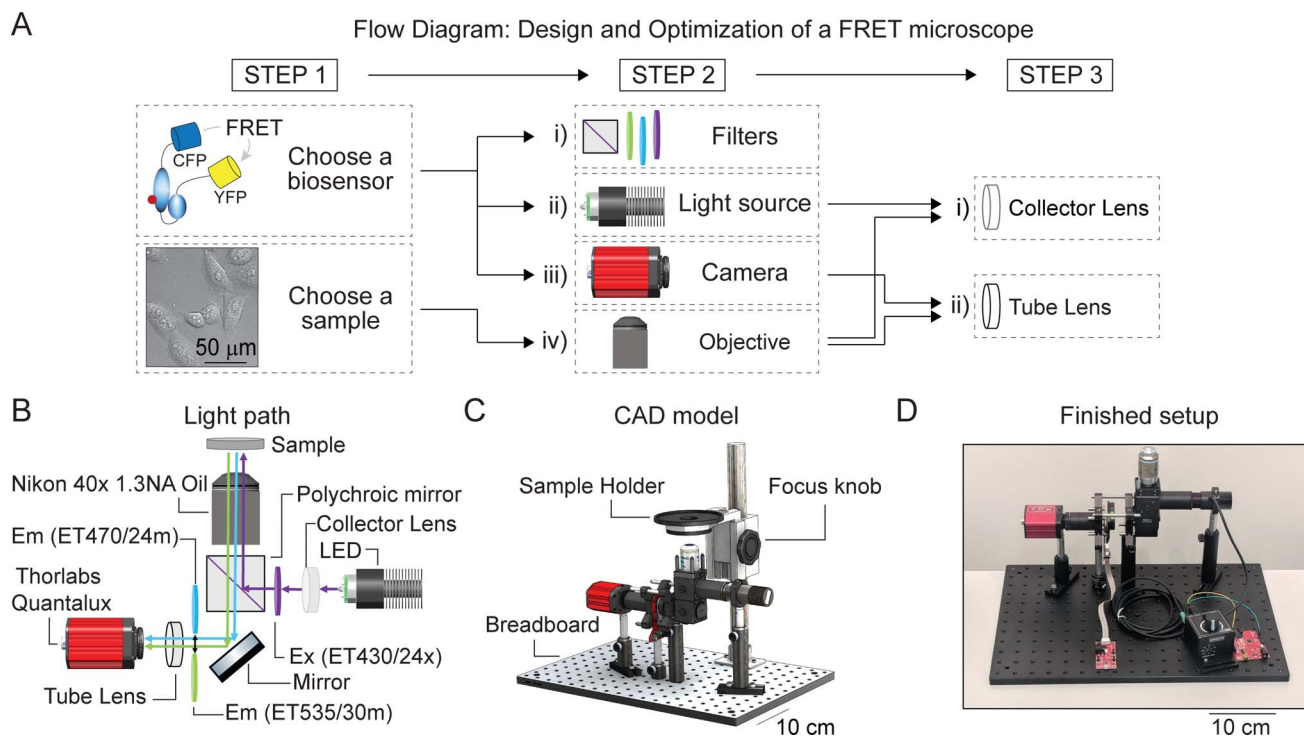 A
Flow Diagram: Design and Optimization of a FRET microscope
STEP 1
STEP 2
STEP 3
FRET
CFP
YFP
Choose a
biosensor
50 μm
Choose a
sample
i)
Filters
ii)
Light source
iii)
Camera
iv)
Objective
i)
Collector Lens
ii)
Tube Lens
B
Light path
Sample
Nikon 40x 1.3NA Oil
Polychroic mirror
Collector Lens
Em (ET470/24m)
LED
Thorlabs
Quantalux
Ex (ET430/24x)
Mirror
Tube Lens
Em (ET535/30m)
C
CAD model
Sample Holder
Focus knob
Breadboard
10 cm
D
Finished setup
10 cm